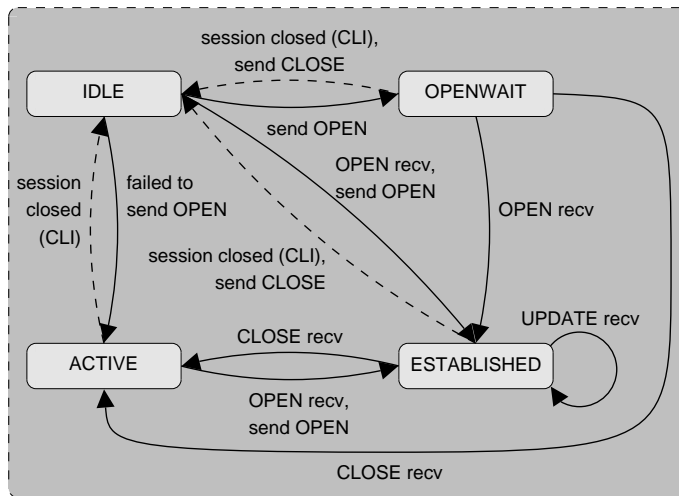 session closed (CLI),
send CLOSE
IDLE
OPENWAIT
send OPEN
OPEN recv,
send OPEN
session
closed
(CLI)
failed to
send OPEN
OPEN recv
session closed (CLI),
send CLOSE
UPDATE recv
CLOSE recv
ACTIVE
ESTABLISHED
OPEN recv,
send OPEN
CLOSE recv